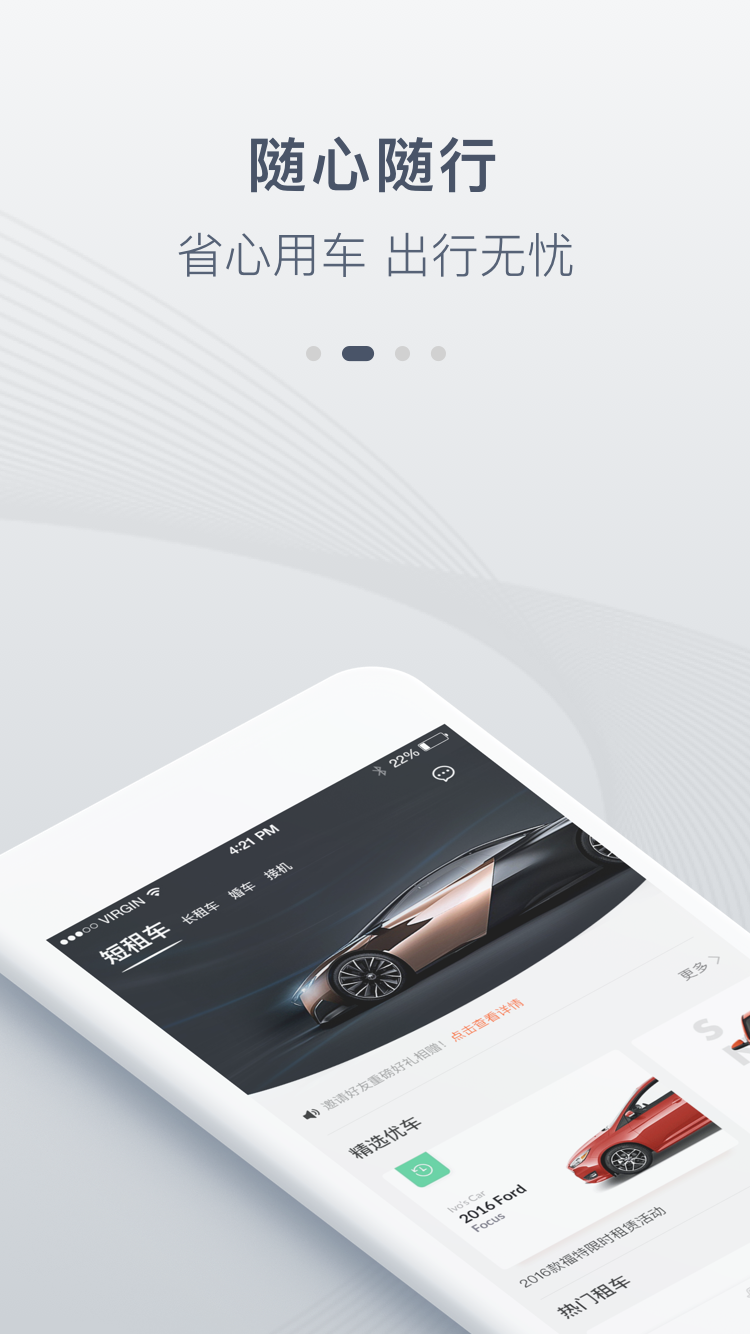 随心随行
省心用车 出行无忧
VIRGIN
4:21 PM
22%
短租车 长租车 婚车 接机
邀请好友重磅好礼相赠！点击查看详情
精选优车
更多
Ivo's Car
2016 Ford
Focus
S
2016款福特限时租赁活动
热门租车